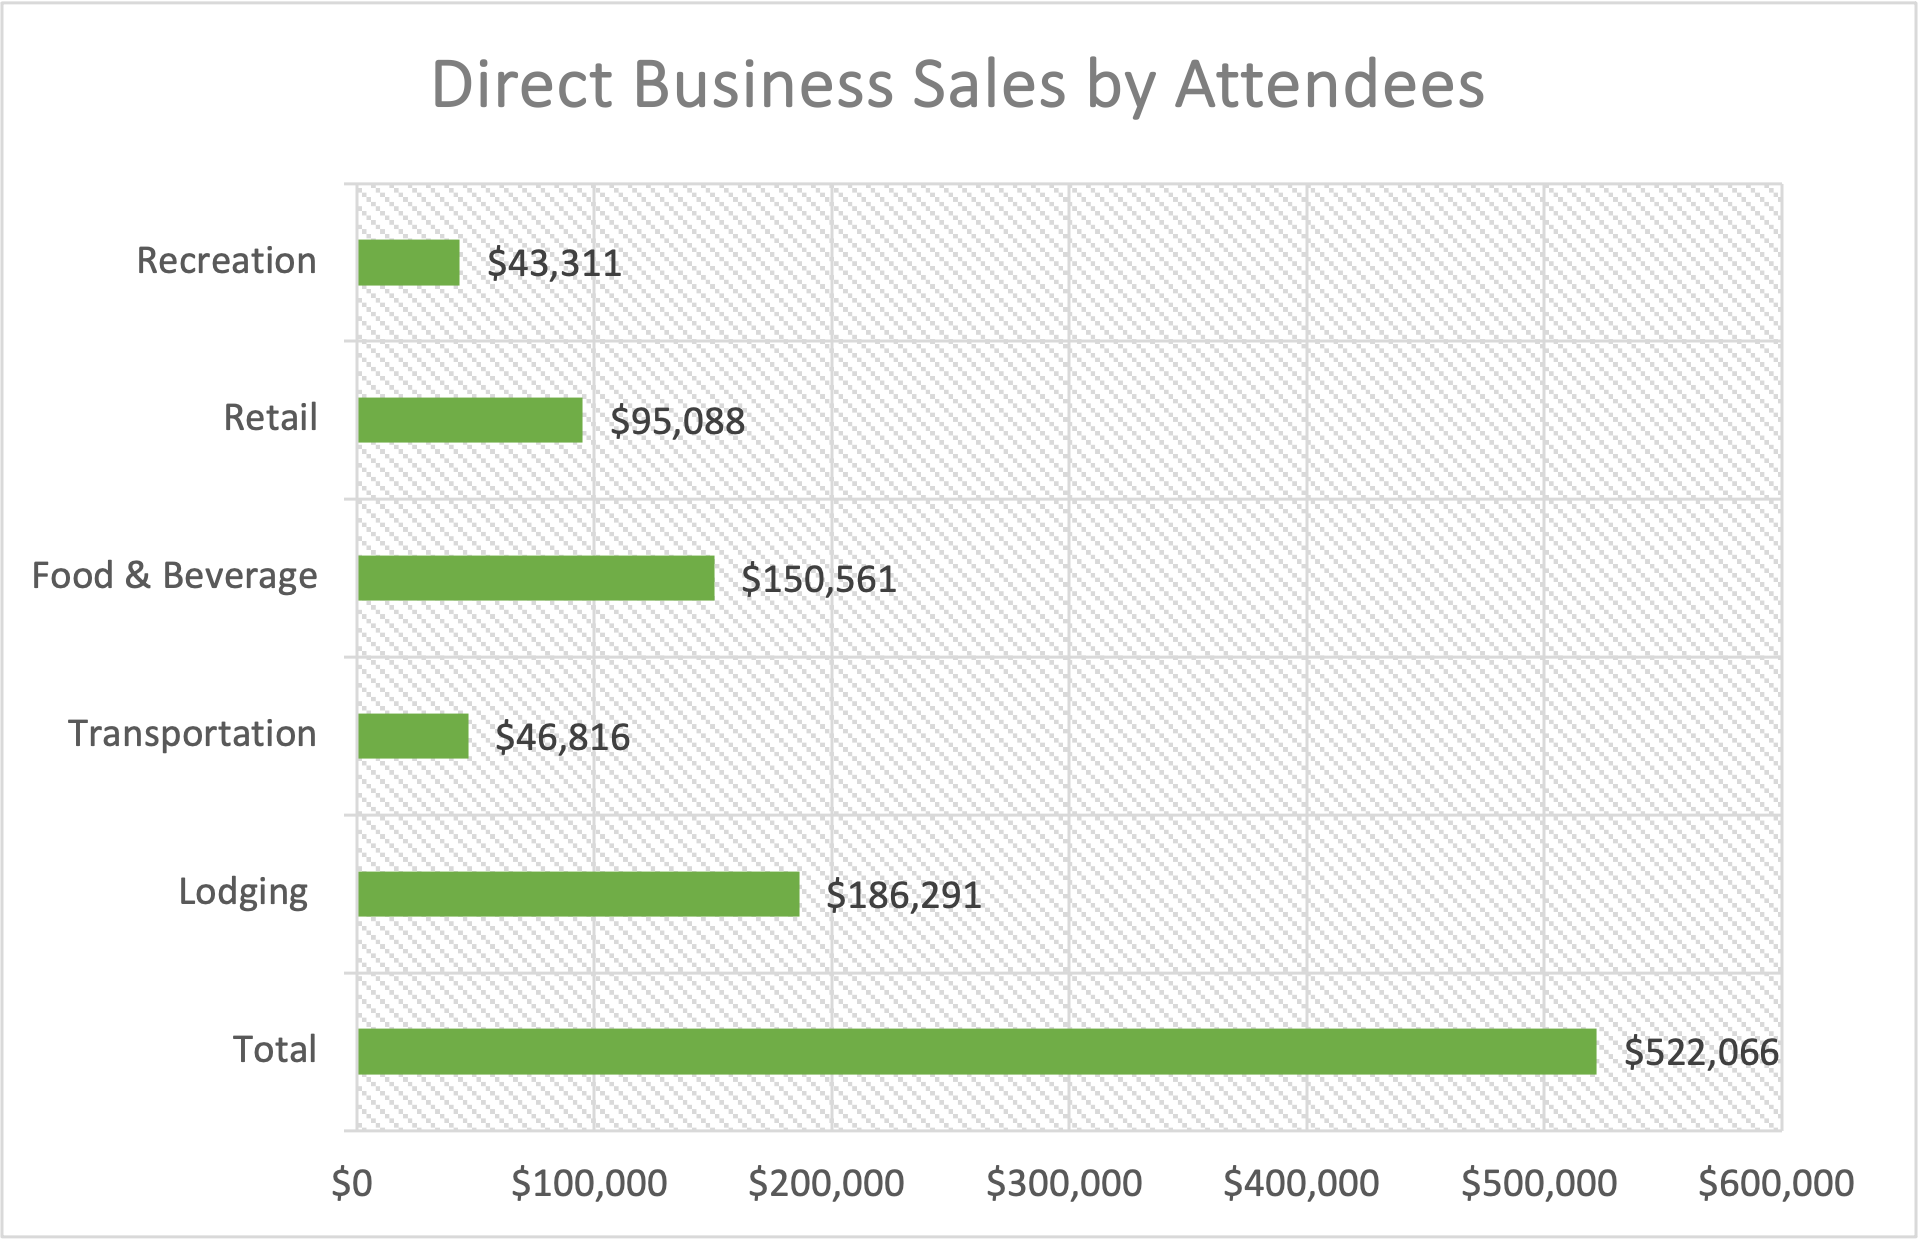 Direct Business Sales by Attendees
Recreation $43,311
Retail $95,088
Food & Beverage $150,561
Transportation $46,816
Lodging $186,291
Total $522,066
$0 $100,000 $200,000 $300,000 $400,000 $500,000 $600,000